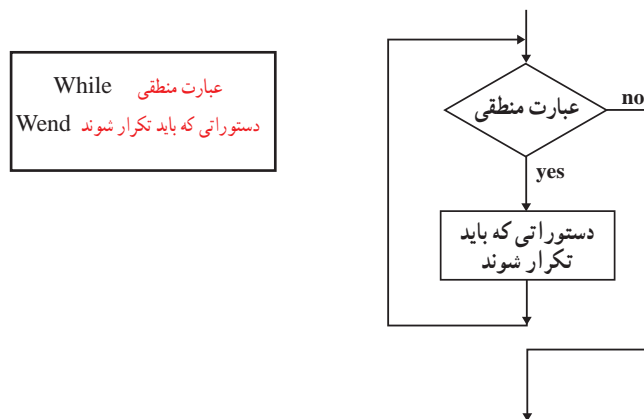 While عبارت منطقی
Wend دستوراتی که باید تکرار شوند
عبارت منطقی
no
yes
دستوراتی که باید
تکرار شوند